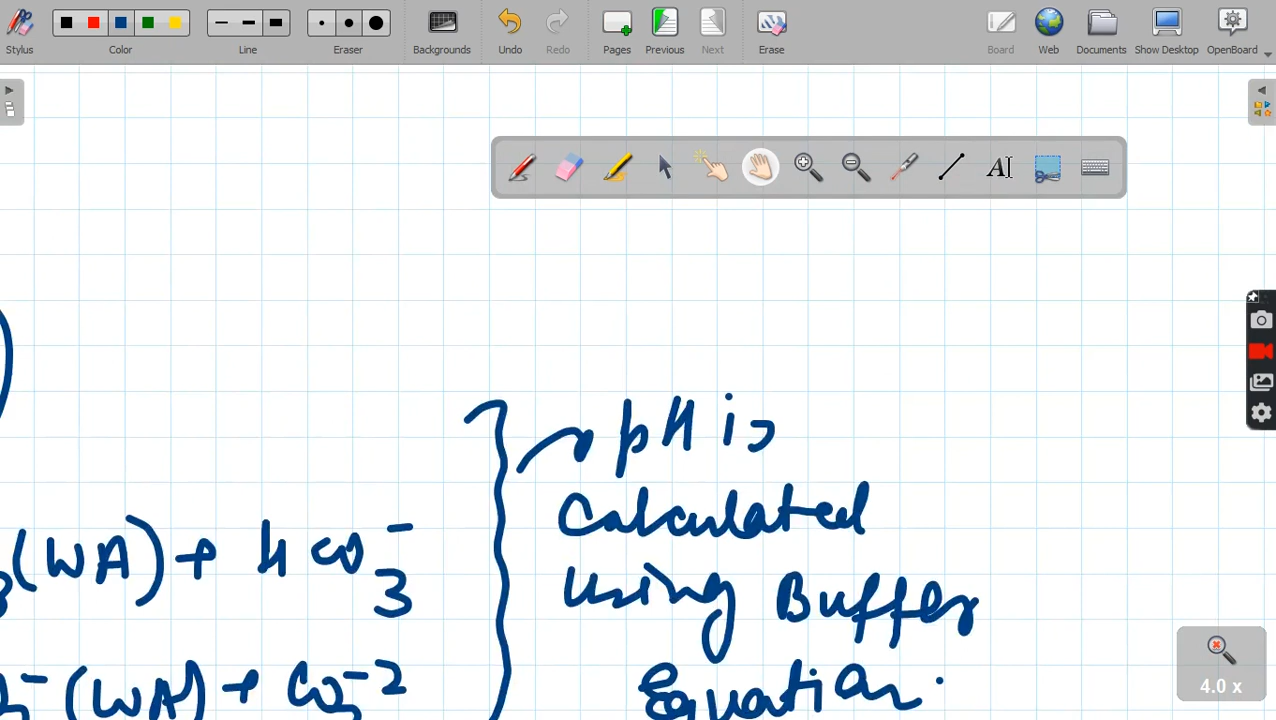 Stylus Color Line Eraser Backgrounds Undo Redo Pages Previous Next Erase Board Web Documents Show Desktop OpenBoard
A
pH is
Calculated
(WA) + HCO3^-
Using Buffer
^- (WA) + CO3^-2
Equation.
4.0 x